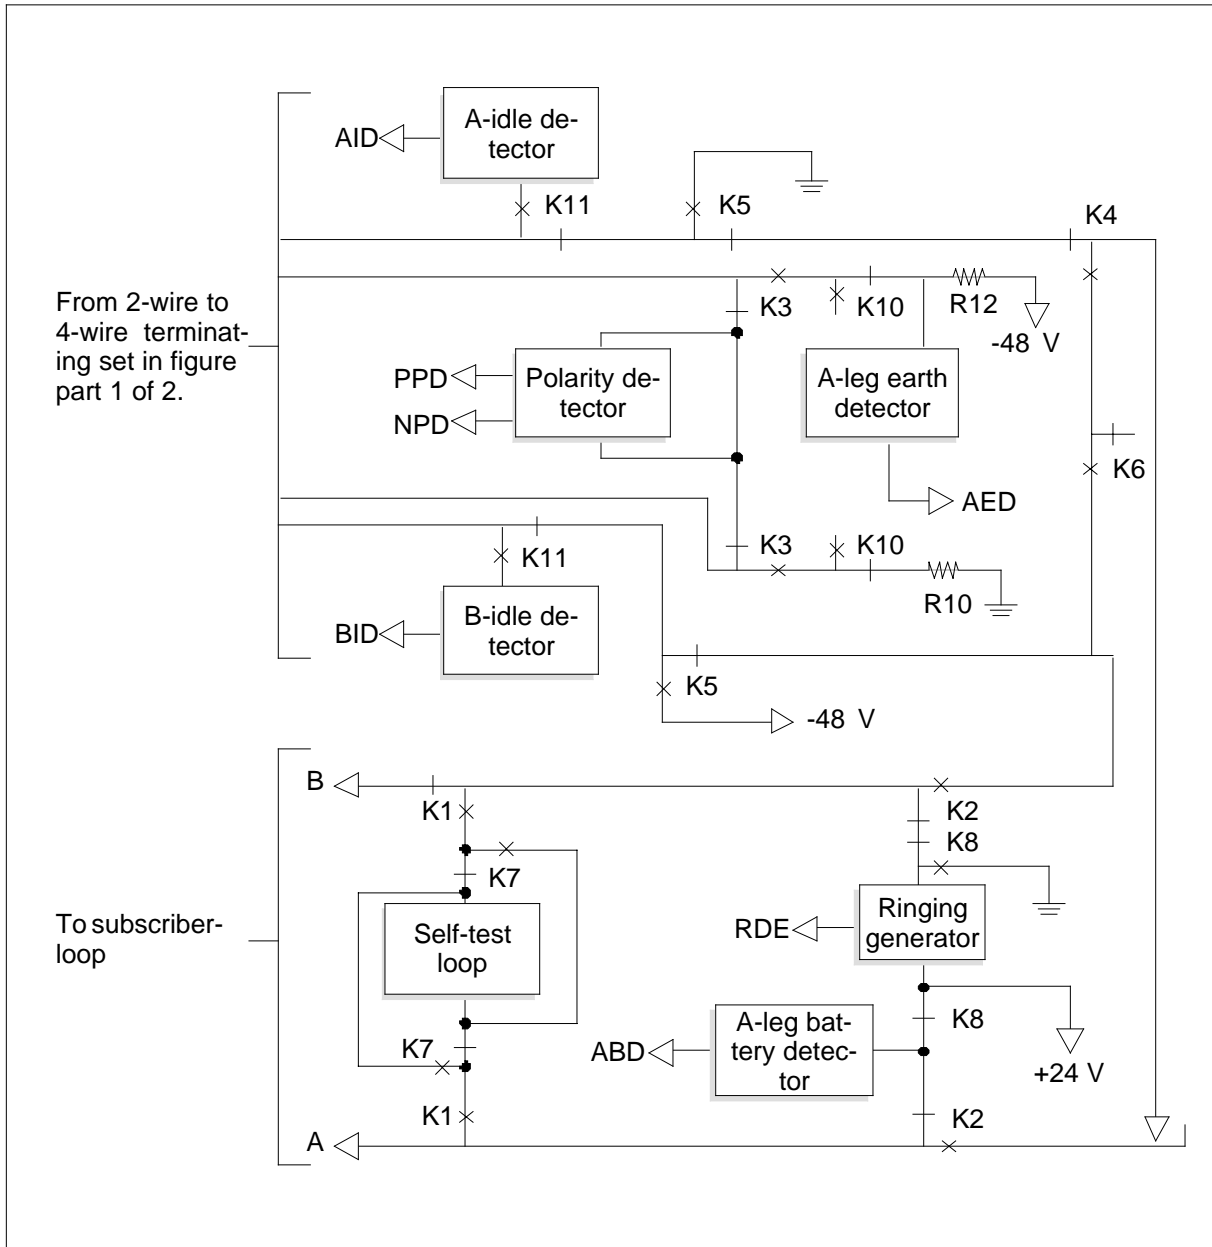 A-idle de-
tector
AID
K11
K5
K4
From 2-wire to
4-wire terminat-
ing set in figure
part 1 of 2.
K3
K10
R12
-48 V
PPD
NPD
Polarity de-
tector
A-leg earth
detector
K6
AED
K11
K3
K10
R10
BID
B-idle de-
tector
K5
-48 V
B
K1
K2
K8
K7
To subscriber-
loop
Self-test
loop
RDE
Ringing
generator
K7
ABD
A-leg bat-
tery detec-
tor
K8
+24 V
K1
K2
A